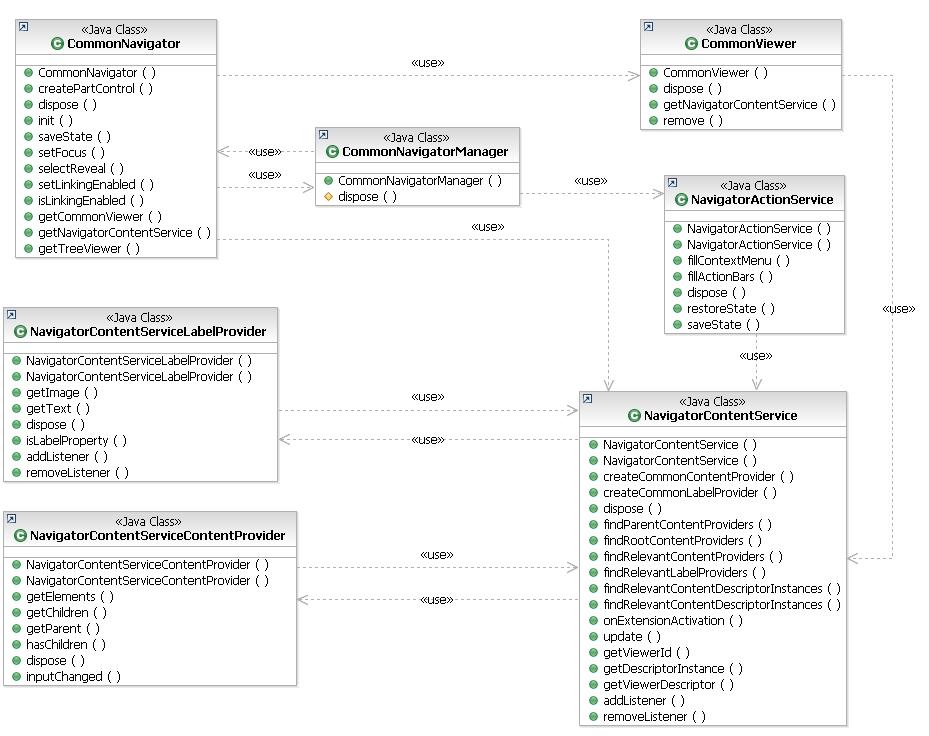 «Java Class»
CommonNavigator
CommonNavigator ( )
createPartControl ( )
dispose ( )
init ( )
saveState ( )
setFocus ( )
selectReveal ( )
setLinkingEnabled ( )
isLinkingEnabled ( )
getCommonViewer ( )
getNavigatorContentService ( )
getTreeViewer ( )
«use»
«Java Class»
CommonViewer
CommonViewer ( )
dispose ( )
getNavigatorContentService ( )
remove ( )
«use»
«use»
«Java Class»
CommonNavigatorManager
CommonNavigatorManager ( )
dispose ( )
«use»
«use»
«Java Class»
NavigatorActionService
NavigatorActionService ( )
NavigatorActionService ( )
fillContextMenu ( )
fillActionBars ( )
dispose ( )
restoreState ( )
saveState ( )
«use»
«use»
«Java Class»
NavigatorContentServiceLabelProvider
NavigatorContentServiceLabelProvider ( )
NavigatorContentServiceLabelProvider ( )
getImage ( )
getText ( )
dispose ( )
isLabelProperty ( )
addListener ( )
removeListener ( )
«use»
«use»
«Java Class»
NavigatorContentService
NavigatorContentService ( )
NavigatorContentService ( )
createCommonContentProvider ( )
createCommonLabelProvider ( )
dispose ( )
findParentContentProviders ( )
findRootContentProviders ( )
findRelevantContentProviders ( )
findRelevantLabelProviders ( )
findRelevantContentDescriptorInstances ( )
findRelevantContentDescriptorInstances ( )
onExtensionActivation ( )
update ( )
getViewerId ( )
getDescriptorInstance ( )
getViewerDescriptor ( )
addListener ( )
removeListener ( )
«Java Class»
NavigatorContentServiceContentProvider
NavigatorContentServiceContentProvider ( )
NavigatorContentServiceContentProvider ( )
getElements ( )
getChildren ( )
getParent ( )
hasChildren ( )
dispose ( )
inputChanged ( )
«use»
«use»